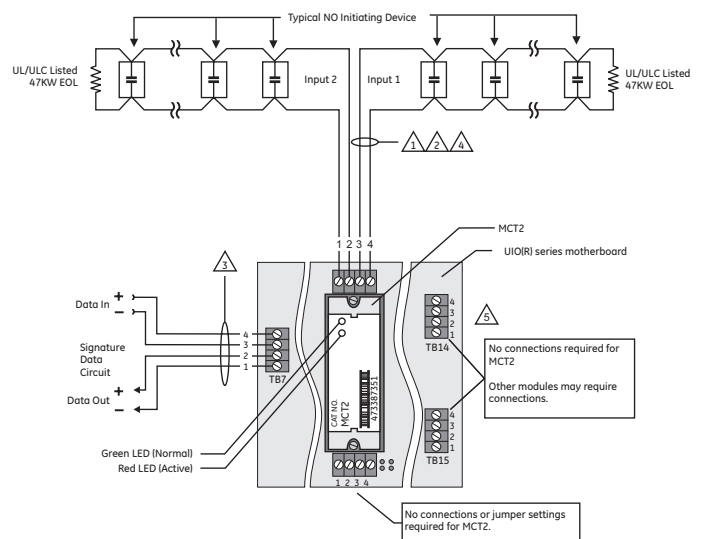 Typical NO Initiating Device
UL/ULC Listed
47KW EOL
Input 2
Input 1
UL/ULC Listed
47KW EOL
1 2 4
1 2 3 4
MCT2
UIO(R) series motherboard
3
Data In
+
−
Signature
Data
Circuit
+
Data Out
−
4
3
2
1
TB7
CAT NO.
MCT2
473387351
4
3
2
1
TB14
5
No connections required for
MCT2
Other modules may require
connections.
4
3
2
1
TB15
Green LED (Normal)
Red LED (Active)
1 2 3 4
No connections or jumper settings
required for MCT2.